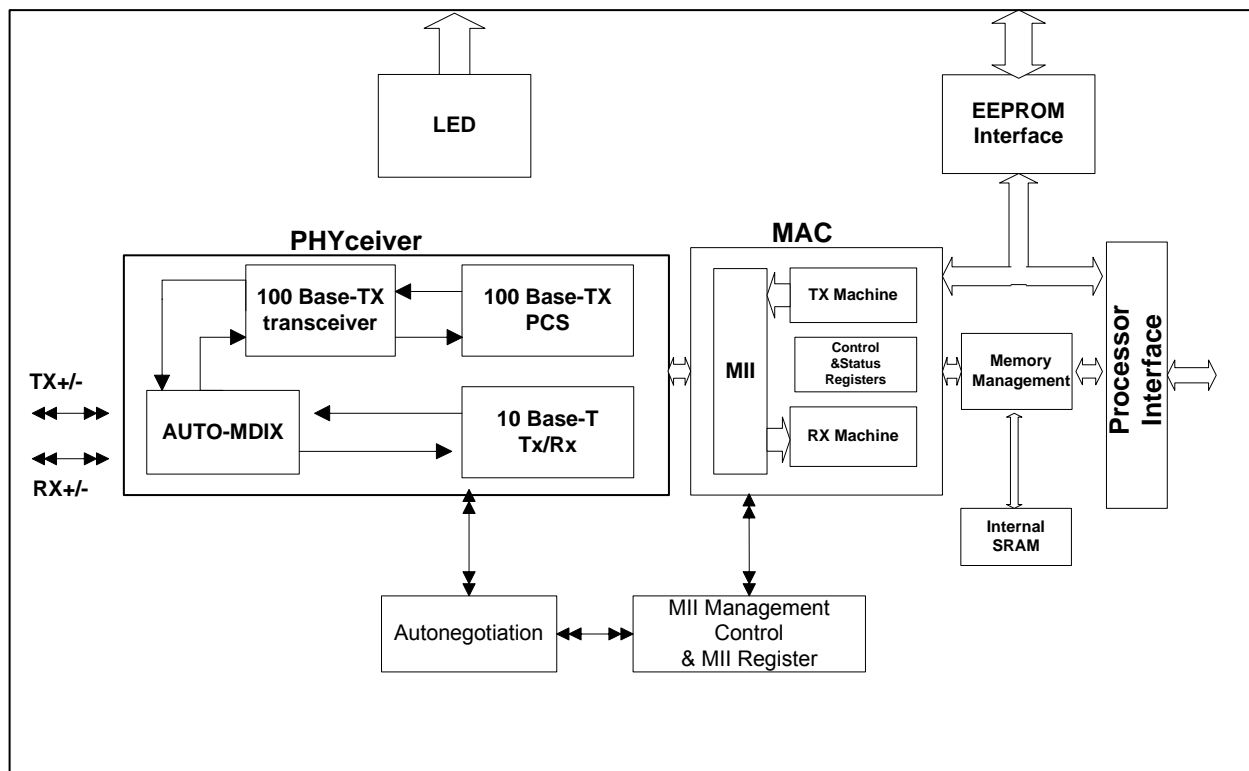 LED
EEPROM
Interface
PHYceiver
MAC
100 Base-TX
transceiver
100 Base-TX
PCS
MII
TX Machine
Control
&Status
Registers
RX Machine
Memory
Management
Processor
Interface
TX+/-
RX+/-
AUTO-MDIX
10 Base-T
Tx/Rx
Internal
SRAM
Autonegotiation
MII Management
Control
& MII Register